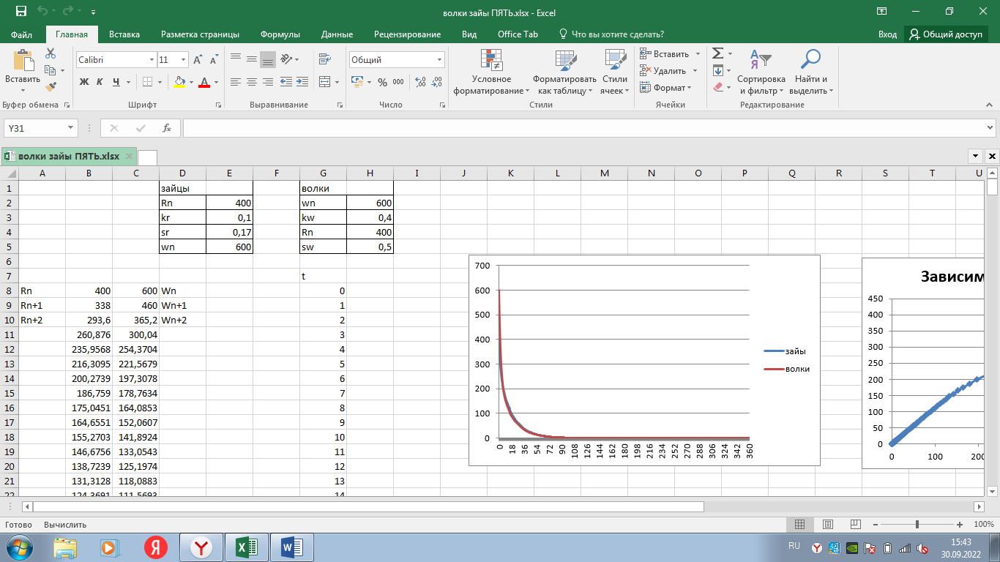 волки зайы ПЯТЬ.xlsx - Excel
Файл Главная Вставка Разметка страницы Формулы Данные Рецензирование Вид Office Tab Что вы хотите сделать? Вход Общий доступ
Вставить Calibri 11 Общий Условное форматирование Форматировать как таблицу Стили ячеек Вставить Удалить Формат Сортировка и фильтр Найти и выделить
Ж К Ч А % 000
Буфер обмена Шрифт Выравнивание Число Стили Ячейки Редактирование
Y31 fx
волки зайы ПЯТЬ.xlsx
A B C D E F G H I J K L M N O P Q R S T U
1 зайцы волки
2 Rn 400 wn 600
3 kr 0,1 kw 0,4
4 sr 0,17 Rn 400
5 wn 600 sw 0,5
6
7 t
8 Rn 400 600 Wn 0
9 Rn+1 338 460 Wn+1 1
10 Rn+2 293,6 365,2 Wn+2 2
11 260,876 300,04 3
12 235,9568 254,3704 4
13 216,3095 221,5679 5
14 200,2739 197,3078 6
15 186,759 178,7634 7
16 175,0451 164,0853 8
17 164,6551 152,0607 9
18 155,2703 141,8924 10
19 146,6756 133,0543 11
20 138,7239 125,1974 12
21 131,3128 118,0883 13
22 124,3691 111,5693 14
700
600
500
400
300
200
100
0
0 18 36 54 72 90 108 126 144 162 180 198 216 234 252 270 288 306 324 342 360
зайы
волки
Зависим
450
400
350
300
250
200
150
100
50
0
0 100 200
Готово Вычислить 100%
RU 15:43
30.09.2022